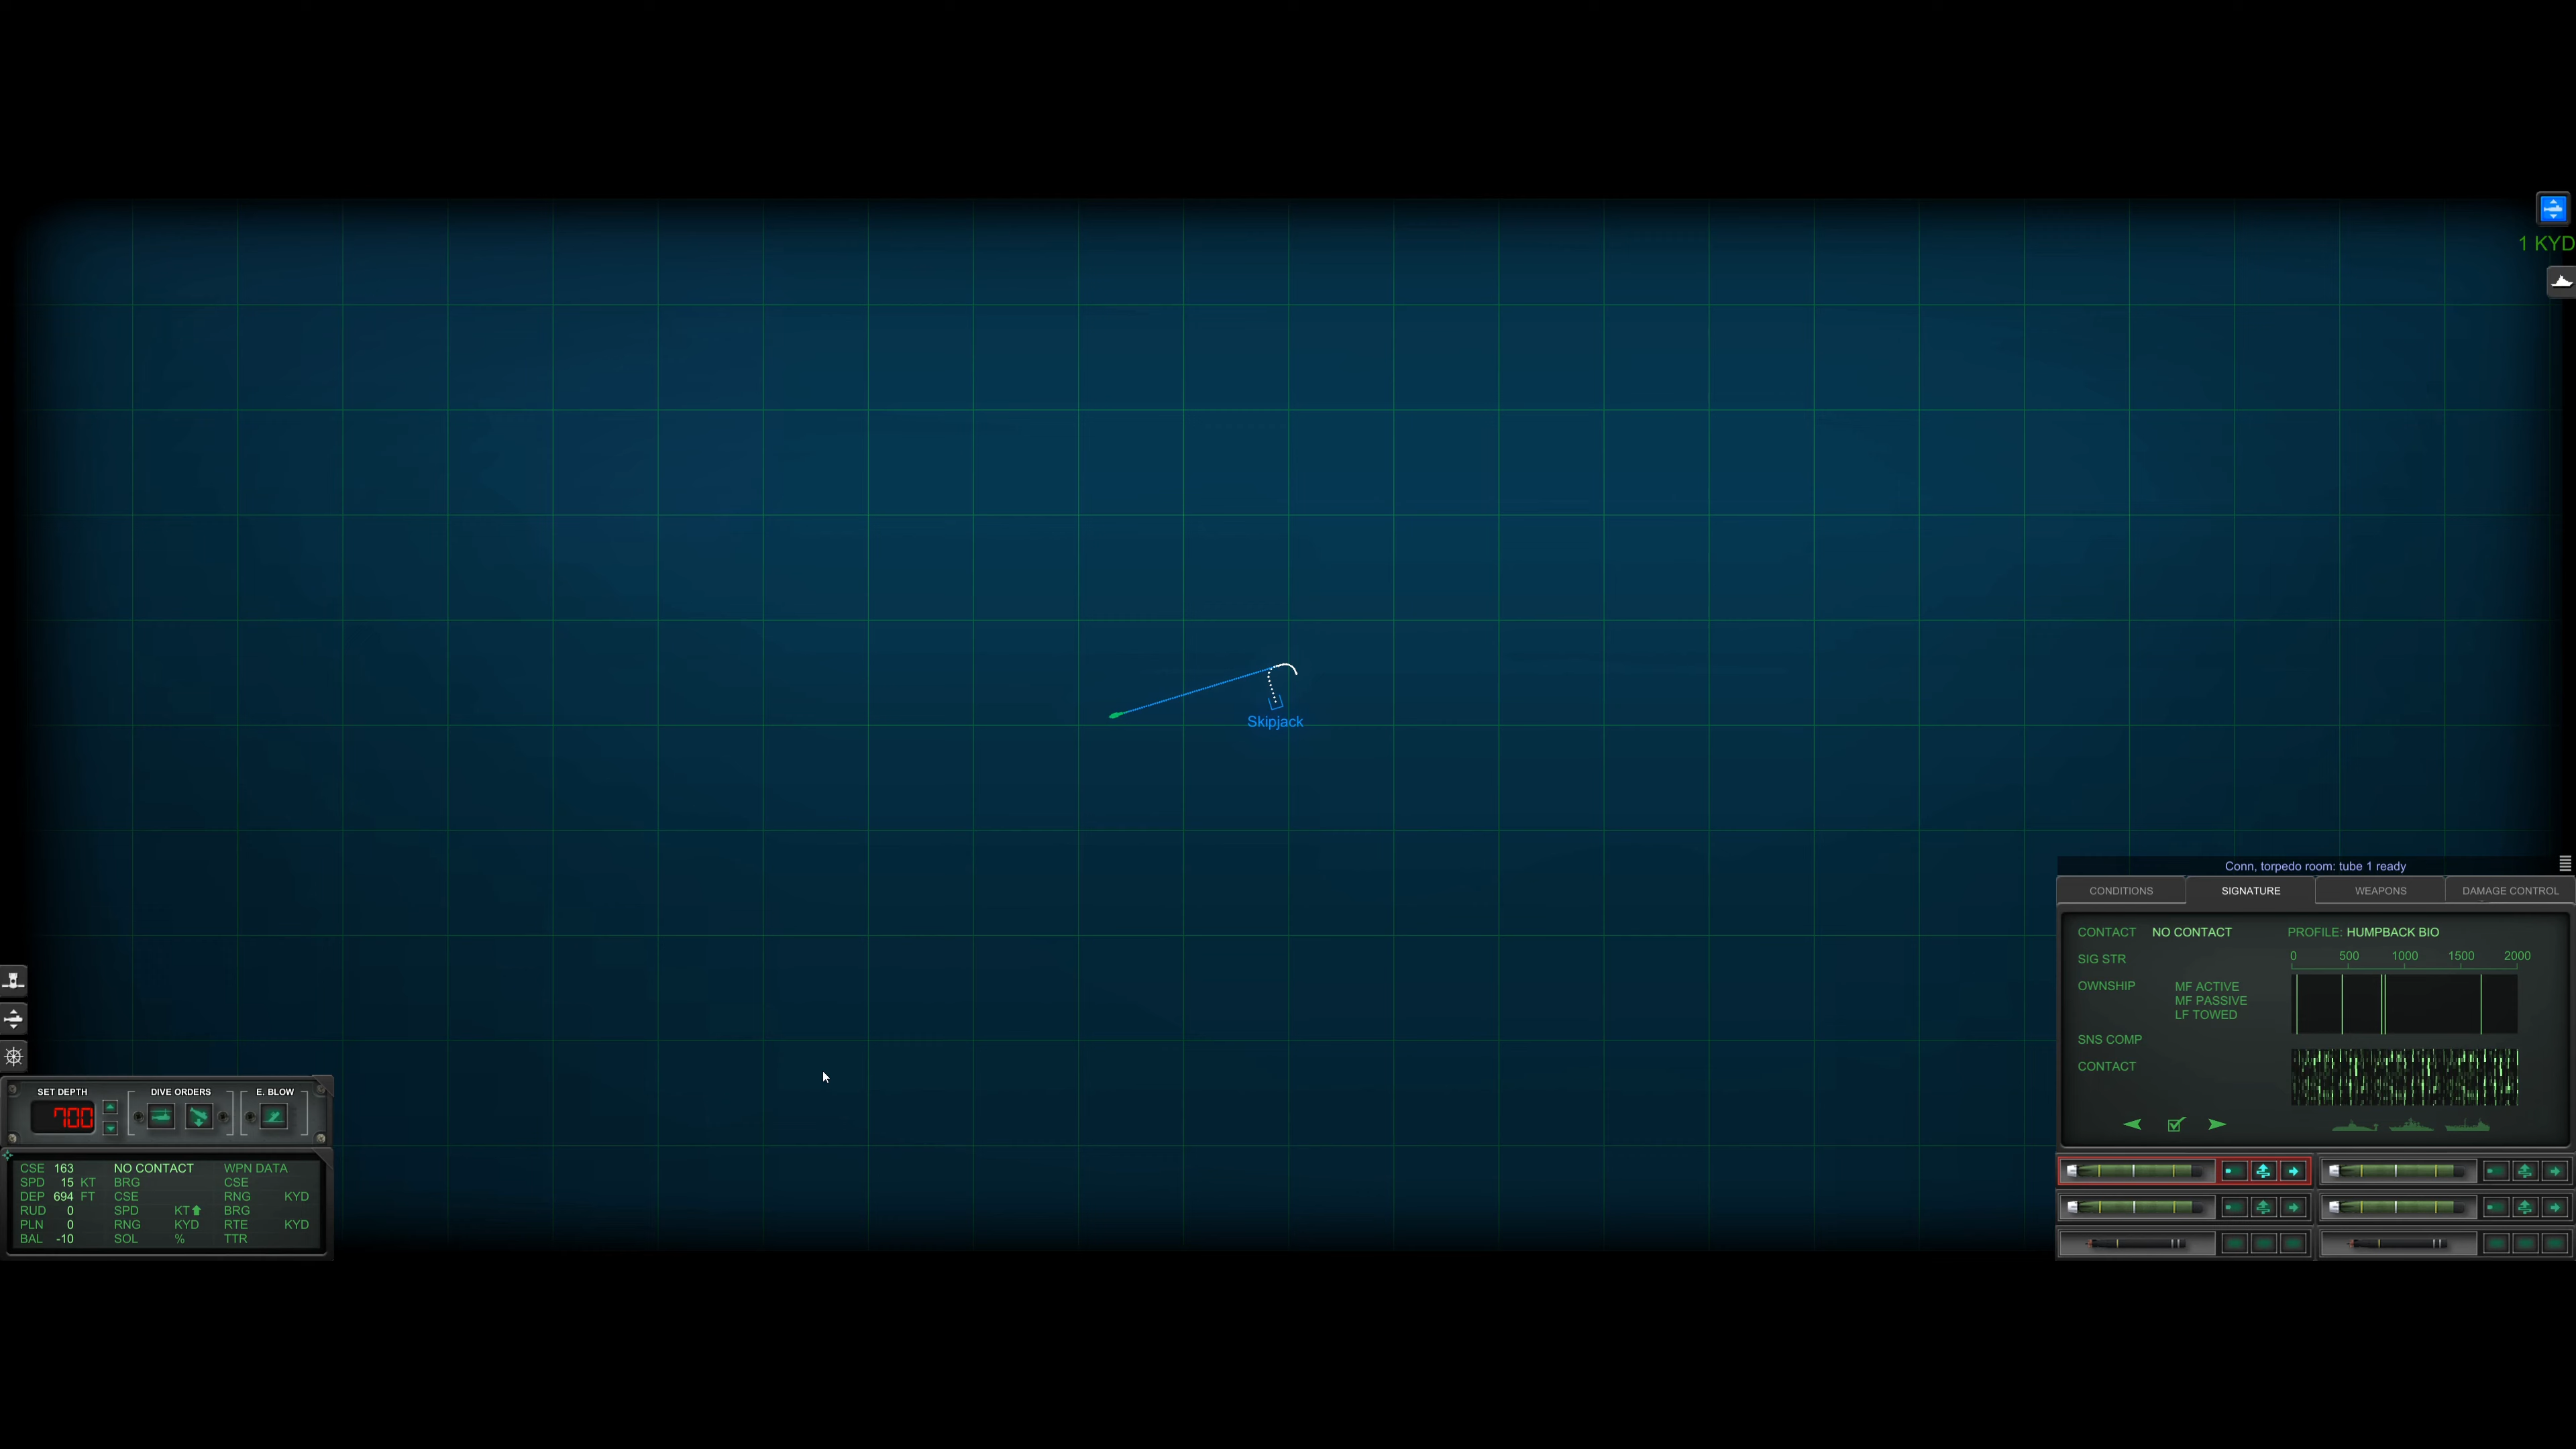 1 KYD
Skipjack
Conn, torpedo room: tube 1 ready
CONDITIONS SIGNATURE WEAPONS DAMAGE CONTROL
CONTACT NO CONTACT PROFILE: HUMPBACK BIO
SIG STR 0 500 1000 1500 2000
OWNSHIP MF ACTIVE
MF PASSIVE
LF TOWED
SNS COMP
CONTACT
SET DEPTH DIVE ORDERS E. BLOW
700
CSE 163 NO CONTACT WPN DATA
SPD 15 KT BRG CSE
DEP 694 FT CSE RNG KYD
RUD 0 SPD KT BRG
PLN 0 RNG KYD RTE KYD
BAL -10 SOL % TTR